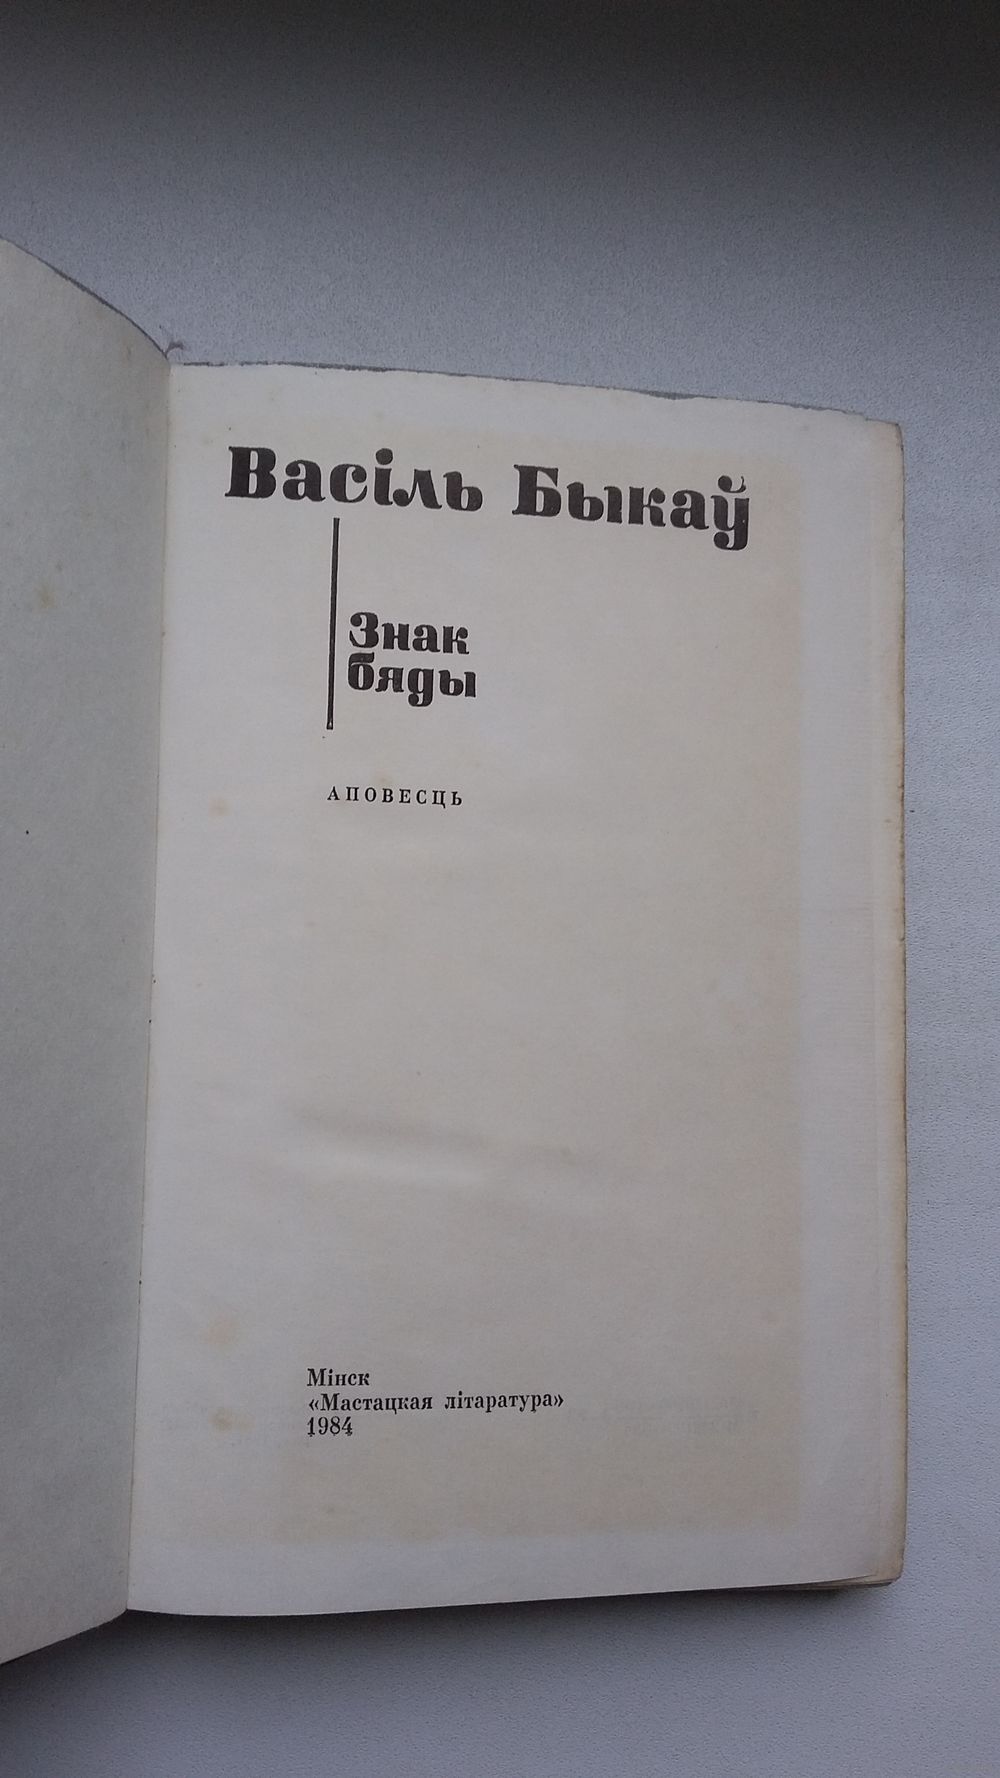 Васіль Быкаў
Знак
бяды
АПОВЕСЦЬ
Мінск
«Мастацкая літаратура»
1984